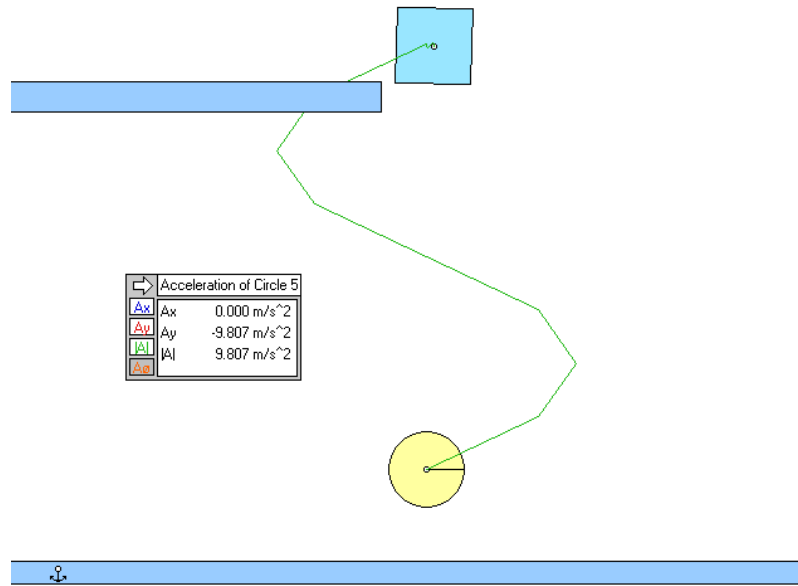 Acceleration of Circle 5
Ax Ax 0.000 m/s^2
Ay Ay -9.807 m/s^2
|A| |A| 9.807 m/s^2
Aø